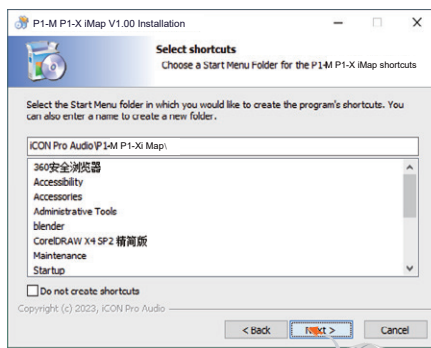 P1-M P1-X iMap V1.00 Installation
Select shortcuts
Choose a Start Menu Folder for the P1-M P1-X iMap shortcuts
Select the Start Menu folder in which you would like to create the program's shortcuts. You
can also enter a name to create a new folder.
iCON Pro Audio\P1-M P1-Xi Map\
360安全浏览器
Accessibility
Accessories
Administrative Tools
blender
CorelDRAW X4 SP2 精简版
Maintenance
Startup
Do not create shortcuts
Copyright (c) 2023, iCON Pro Audio
< Back Next > Cancel